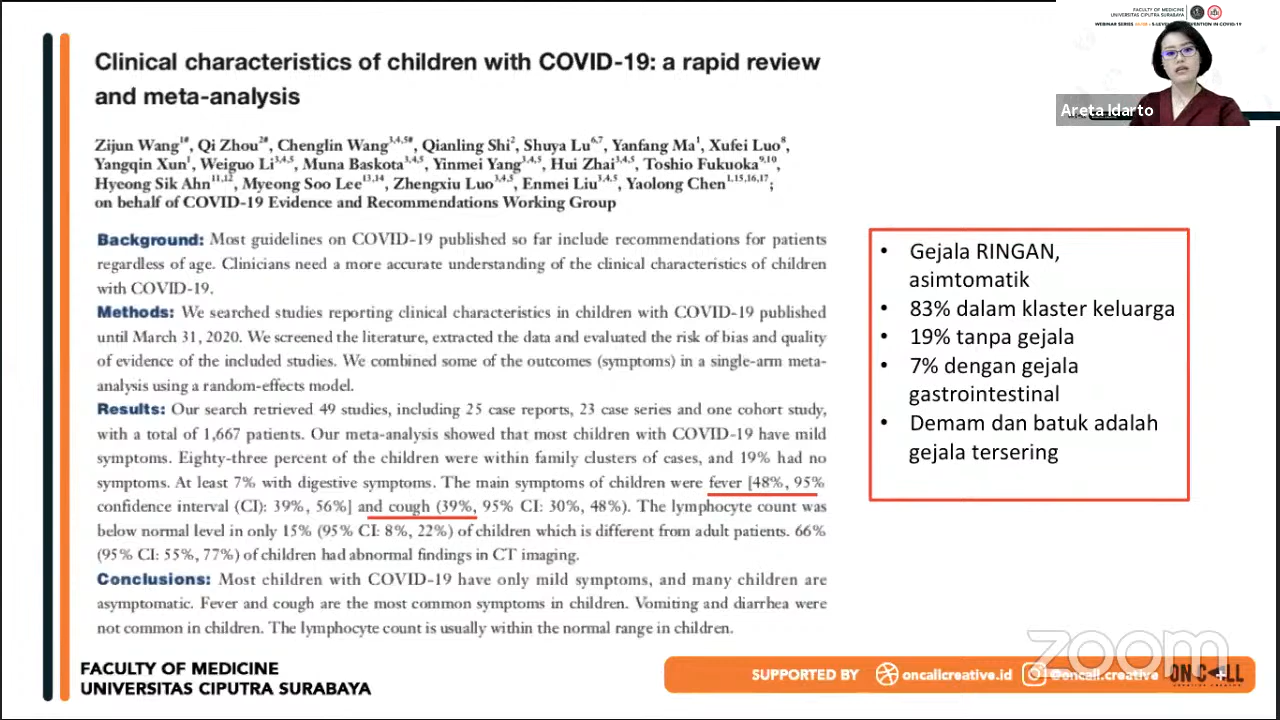 FACULTY OF MEDICINE
UNIVERSITAS CIPUTRA SURABAYA
Areta Idarto
Clinical characteristics of children with COVID-19: a rapid review
and meta-analysis
Zijun Wang1#, Qi Zhou2#, Chenglin Wang3,4,5#, Qianling Shi2, Shuya Lu6,7, Yanfang Ma1, Xufei Luo8,
Yangqin Xun1, Weiguo Li3,4,5, Muna Baskota3,4,5, Yinmei Yang3,4,5, Hui Zhai3,4,5, Toshio Fukuoka9,10,
Hyeong Sik Ahn11,12, Myeong Soo Lee13,14, Zhengxiu Luo3,4,5, Enmei Liu3,4,5, Yaolong Chen1,15,16,17;
on behalf of COVID-19 Evidence and Recommendations Working Group
Background: Most guidelines on COVID-19 published so far include recommendations for patients
regardless of age. Clinicians need a more accurate understanding of the clinical characteristics of children
with COVID-19.
Methods: We searched studies reporting clinical characteristics in children with COVID-19 published
until March 31, 2020. We screened the literature, extracted the data and evaluated the risk of bias and quality
of evidence of the included studies. We combined some of the outcomes (symptoms) in a single-arm meta-
analysis using a random-effects model.
Results: Our search retrieved 49 studies, including 25 case reports, 23 case series and one cohort study,
with a total of 1,667 patients. Our meta-analysis showed that most children with COVID-19 have mild
symptoms. Eighty-three percent of the children were within family clusters of cases, and 19% had no
symptoms. At least 7% with digestive symptoms. The main symptoms of children were fever [48%, 95%
confidence interval (CI): 39%, 56%] and cough (39%, 95% CI: 30%, 48%). The lymphocyte count was
below normal level in only 15% (95% CI: 8%, 22%) of children which is different from adult patients. 66%
(95% CI: 55%, 77%) of children had abnormal findings in CT imaging.
Conclusions: Most children with COVID-19 have only mild symptoms, and many children are
asymptomatic. Fever and cough are the most common symptoms in children. Vomiting and diarrhea were
not common in children. The lymphocyte count is usually within the normal range in children.
• Gejala RINGAN,
asimtomatik
• 83% dalam klaster keluarga
• 19% tanpa gejala
• 7% dengan gejala
gastrointestinal
• Demam dan batuk adalah
gejala tersering
zoom
FACULTY OF MEDICINE
UNIVERSITAS CIPUTRA SURABAYA
SUPPORTED BY oncallcreative.id @oncall.creative ON CALL